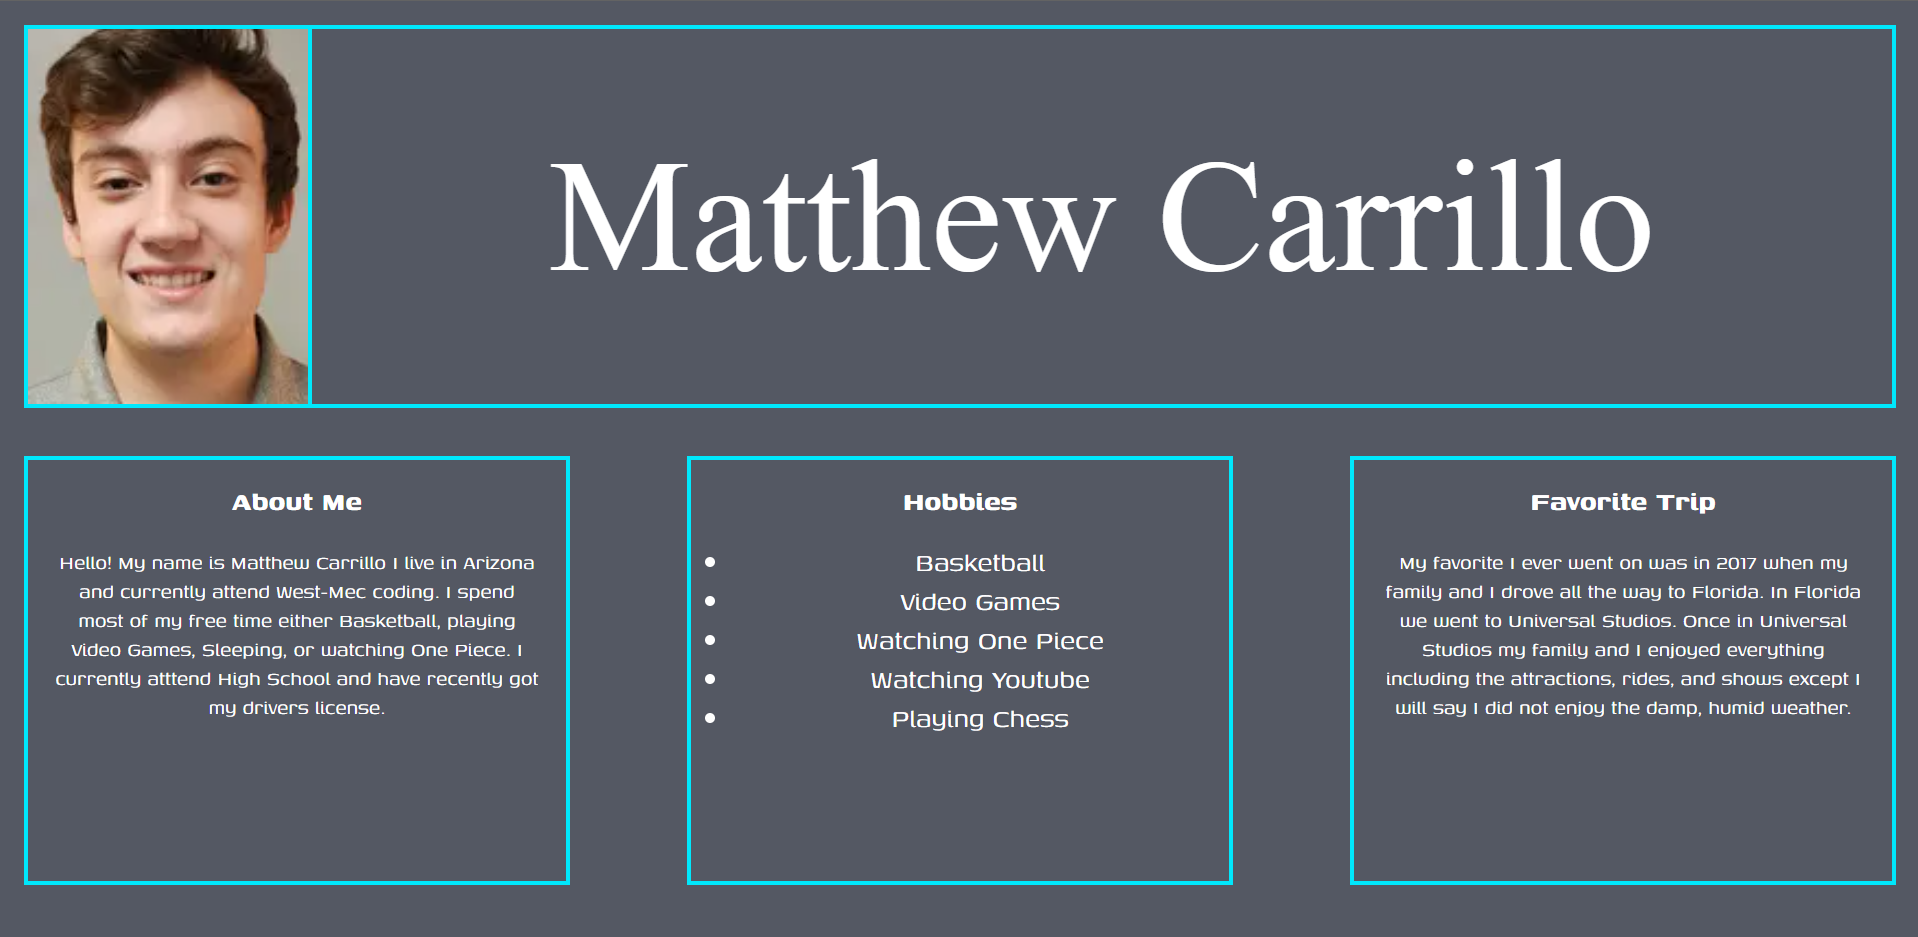 Matthew Carrillo
About Me
Hello! My name is Matthew Carrillo I live in Arizona
and currently attend West-Mec coding. I spend
most of my free time either Basketball, playing
Video Games, Sleeping, or watching One Piece. I
currently atttend High School and have recently got
my drivers license.
Hobbies
Basketball
Video Games
Watching One Piece
Watching Youtube
Playing Chess
Favorite Trip
My favorite I ever went on was in 2017 when my
family and I drove all the way to Florida. In Florida
we went to Universal Studios. Once in Universal
Studios my family and I enjoyed everything
including the attractions, rides, and shows except I
will say I did not enjoy the damp, humid weather.